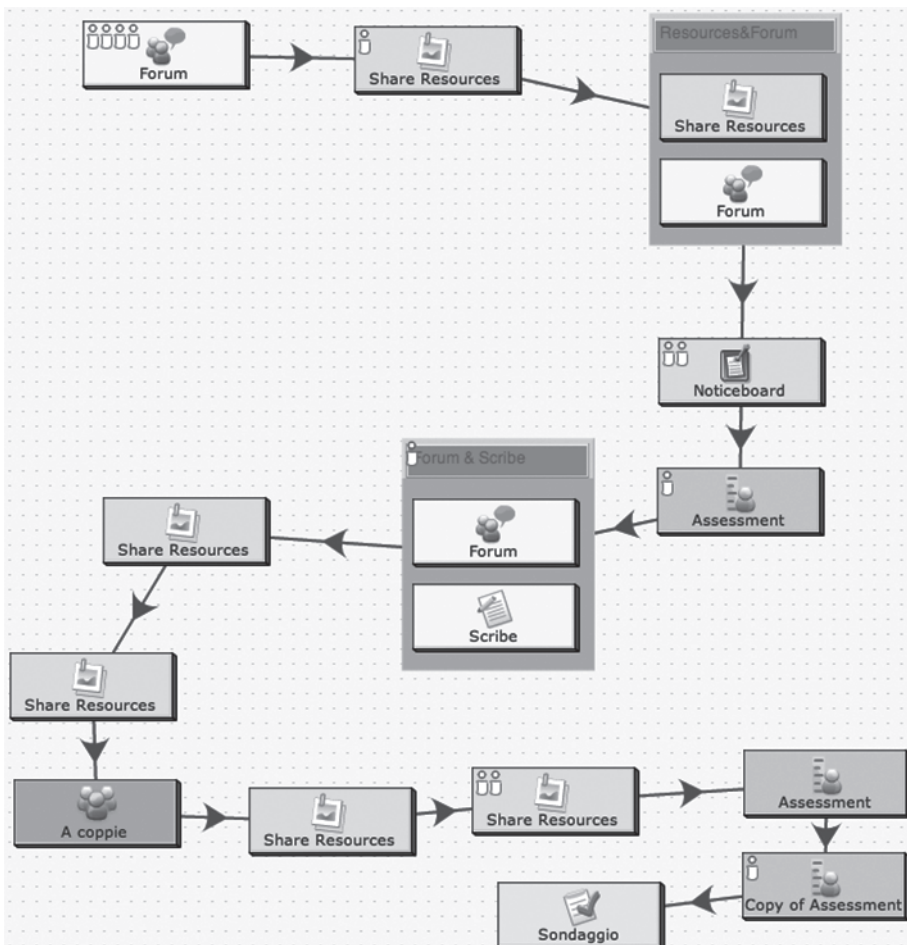 Forum
Share Resources
Resources&Forum
Share Resources
Forum
Noticeboard
Assessment
Forum & Scribe
Forum
Scribe
Share Resources
Share Resources
A coppie
Share Resources
Share Resources
Assessment
Copy of Assessment
Sondaggio